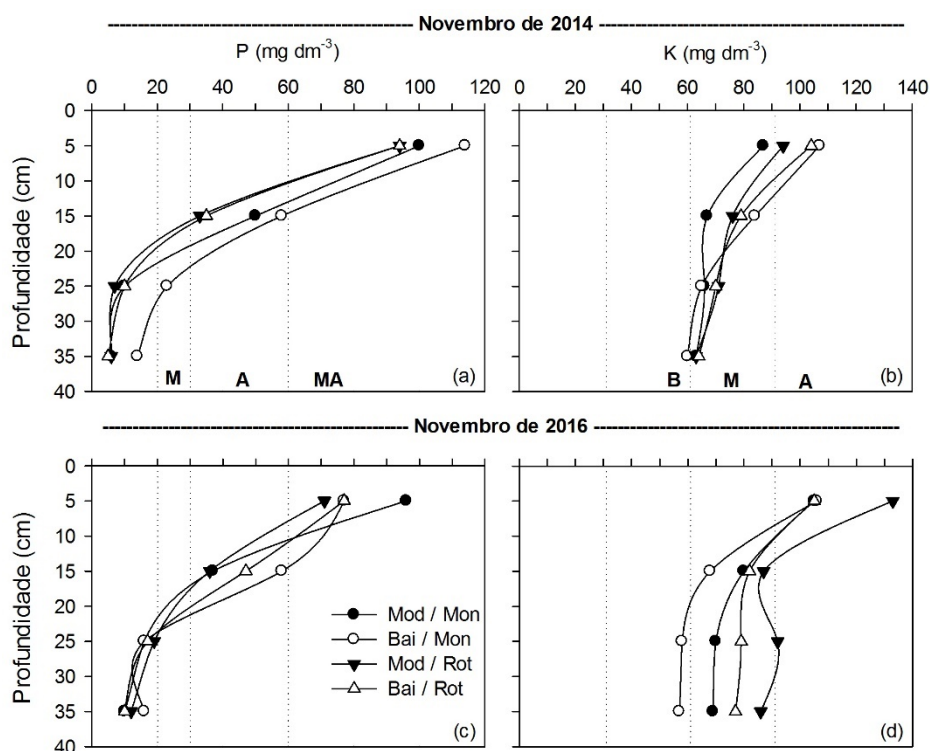 Novembro de 2014
P (mg dm-3) K (mg dm-3)
0 20 40 60 80 100 120 0 20 40 60 80 100 120 140
Profundidade (cm)
0
5
10
15
20
25
30
35
40
M A MA (a)
B M A (b)
Novembro de 2016
Profundidade (cm)
0
5
10
15
20
25
30
35
40
Mod / Mon
Bai / Mon
Mod / Rot
Bai / Rot
(c) (d)